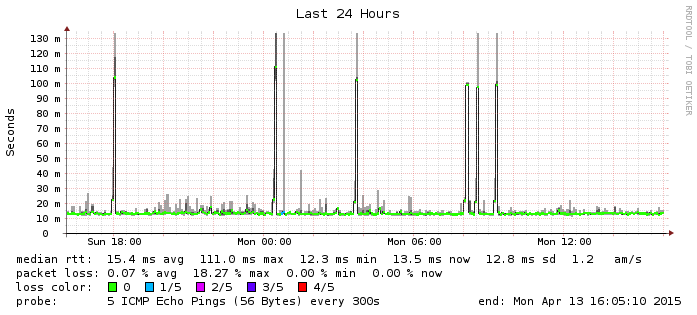 Last 24 Hours
RRDTOOL / TOBI OETIKER
Seconds
130 m
120 m
110 m
100 m
90 m
80 m
70 m
60 m
50 m
40 m
30 m
20 m
10 m
0
Sun 18:00 Mon 00:00 Mon 06:00 Mon 12:00
median rtt: 15.4 ms avg 111.0 ms max 12.3 ms min 13.5 ms now 12.8 ms sd 1.2 am/s
packet loss: 0.07 % avg 18.27 % max 0.00 % min 0.00 % now
loss color: 0 1/5 2/5 3/5 4/5
probe: 5 ICMP Echo Pings (56 Bytes) every 300s end: Mon Apr 13 16:05:10 2015